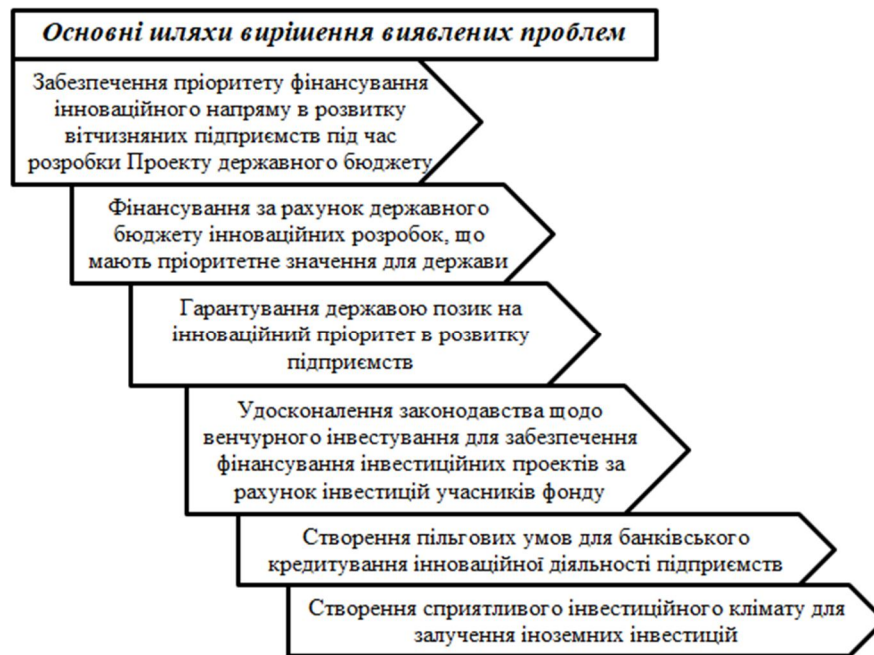 Основні шляхи вирішення виявлених проблем
Забезпечення пріоритету фінансування
інноваційного напряму в розвитку
вітчизняних підприємств під час
розробки Проекту державного бюджету
Фінансування за рахунок державного
бюджету інноваційних розробок, що
мають пріоритетне значення для держави
Гарантування державою позик на
інноваційний пріоритет в розвитку
підприємств
Удосконалення законодавства щодо
венчурного інвестування для забезпечення
фінансування інвестиційних проектів за
рахунок інвестицій учасників фонду
Створення пільгових умов для банківського
кредитування інноваційної діяльності підприємств
Створення сприятливого інвестиційного клімату для
залучення іноземних інвестицій